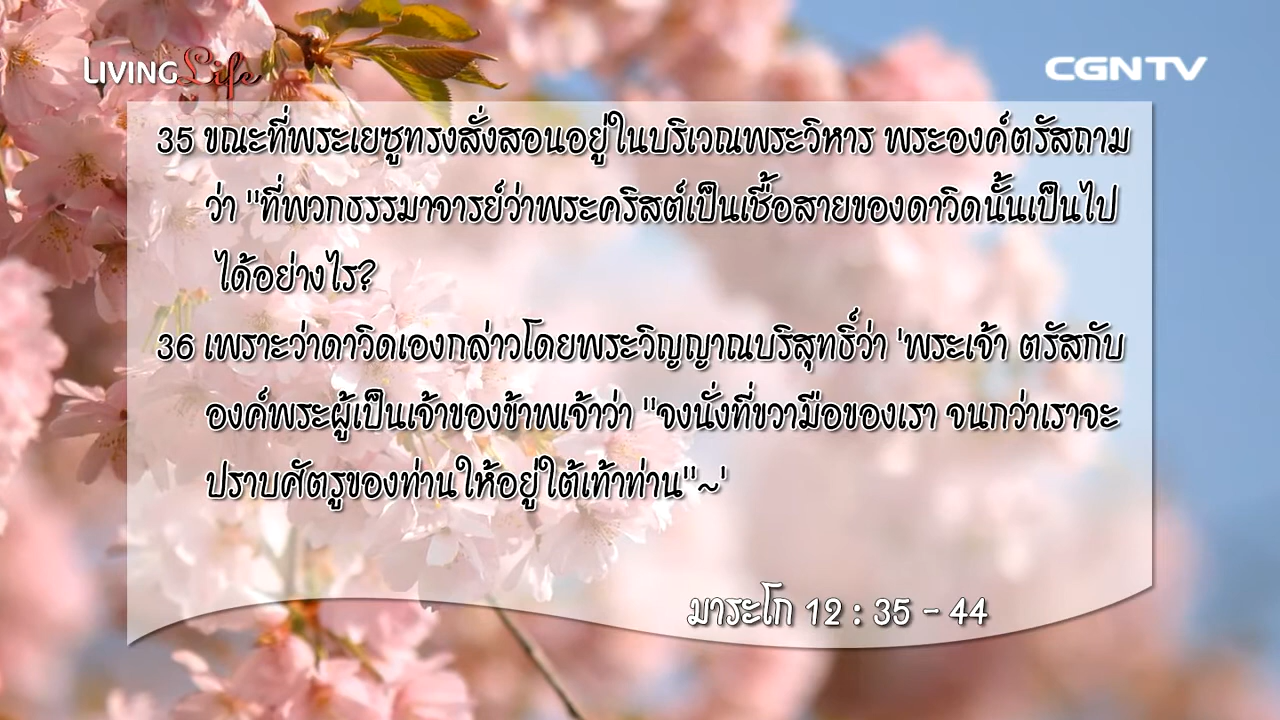 LIVING Life
CGNTV
35 ขณะที่พระเยซูทรงสั่งสอนอยู่ในบริเวณพระวิหาร พระองค์ตรัสถาม
ว่า "ที่พวกธรรมาจารย์ว่าพระคริสต์เป็นเชื้อสายของดาวิดนั้นเป็นไป
ได้อย่างไร?
36 เพราะว่าดาวิดเองกล่าวโดยพระวิญญาณบริสุทธิ์ว่า 'พระเจ้า ตรัสกับ
องค์พระผู้เป็นเจ้าของข้าพเจ้าว่า "จงนั่งที่ขวามือของเรา จนกว่าเราจะ
ปราบศัตรูของท่านให้อยู่ใต้เท้าท่าน"~'
มาระโก 12 : 35 - 44